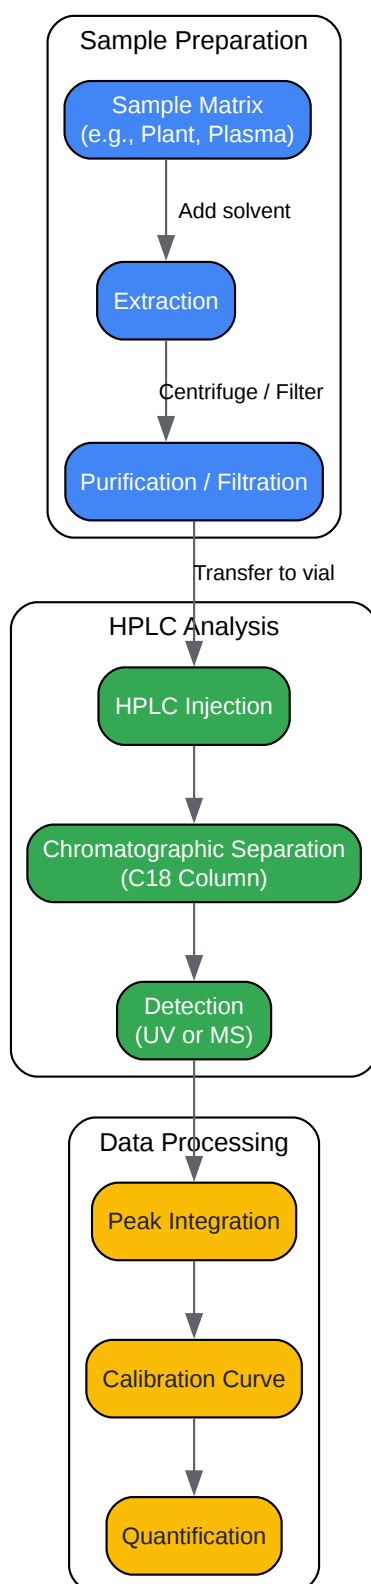 Sample Preparation
Sample Matrix
(e.g., Plant, Plasma)
Add solvent
Extraction
Centrifuge / Filter
Purification / Filtration
Transfer to vial
HPLC Analysis
HPLC Injection
Chromatographic Separation
(C18 Column)
Detection
(UV or MS)
Data Processing
Peak Integration
Calibration Curve
Quantification